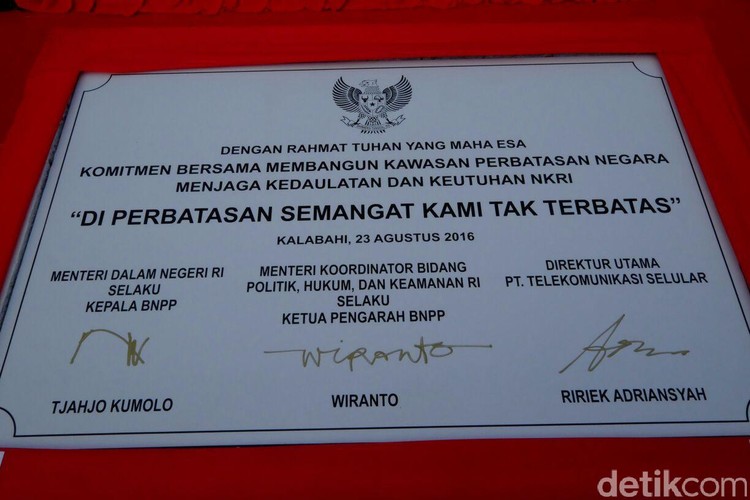 DENGAN RAHMAT TUHAN YANG MAHA ESA
KOMITMEN BERSAMA MEMBANGUN KAWASAN PERBATASAN NEGARA
MENJAGA KEDAULATAN DAN KEUTUHAN NKRI
"DI PERBATASAN SEMANGAT KAMI TAK TERBATAS"
KALABAHI, 23 AGUSTUS 2016
MENTERI DALAM NEGERI RI
SELAKU
KEPALA BNPP
MENTERI KOORDINATOR BIDANG
POLITIK, HUKUM, DAN KEAMANAN RI
SELAKU
KETUA PENGARAH BNPP
DIREKTUR UTAMA
PT. TELEKOMUNIKASI SELULAR
WIRANTO
TJAHJO KUMOLO
WIRANTO
RIRIEK ADRIANSYAH
detikcom